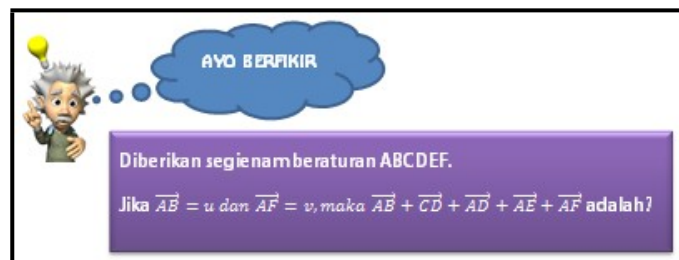 AYO BERFIKIR
Diberikan segienam beraturan ABCDEF.
Jika \overrightarrow{AB} = u dan \overrightarrow{AF} = v, maka \overrightarrow{AB} + \overrightarrow{CD} + \overrightarrow{AD} + \overrightarrow{AE} + \overrightarrow{AF} adalah?